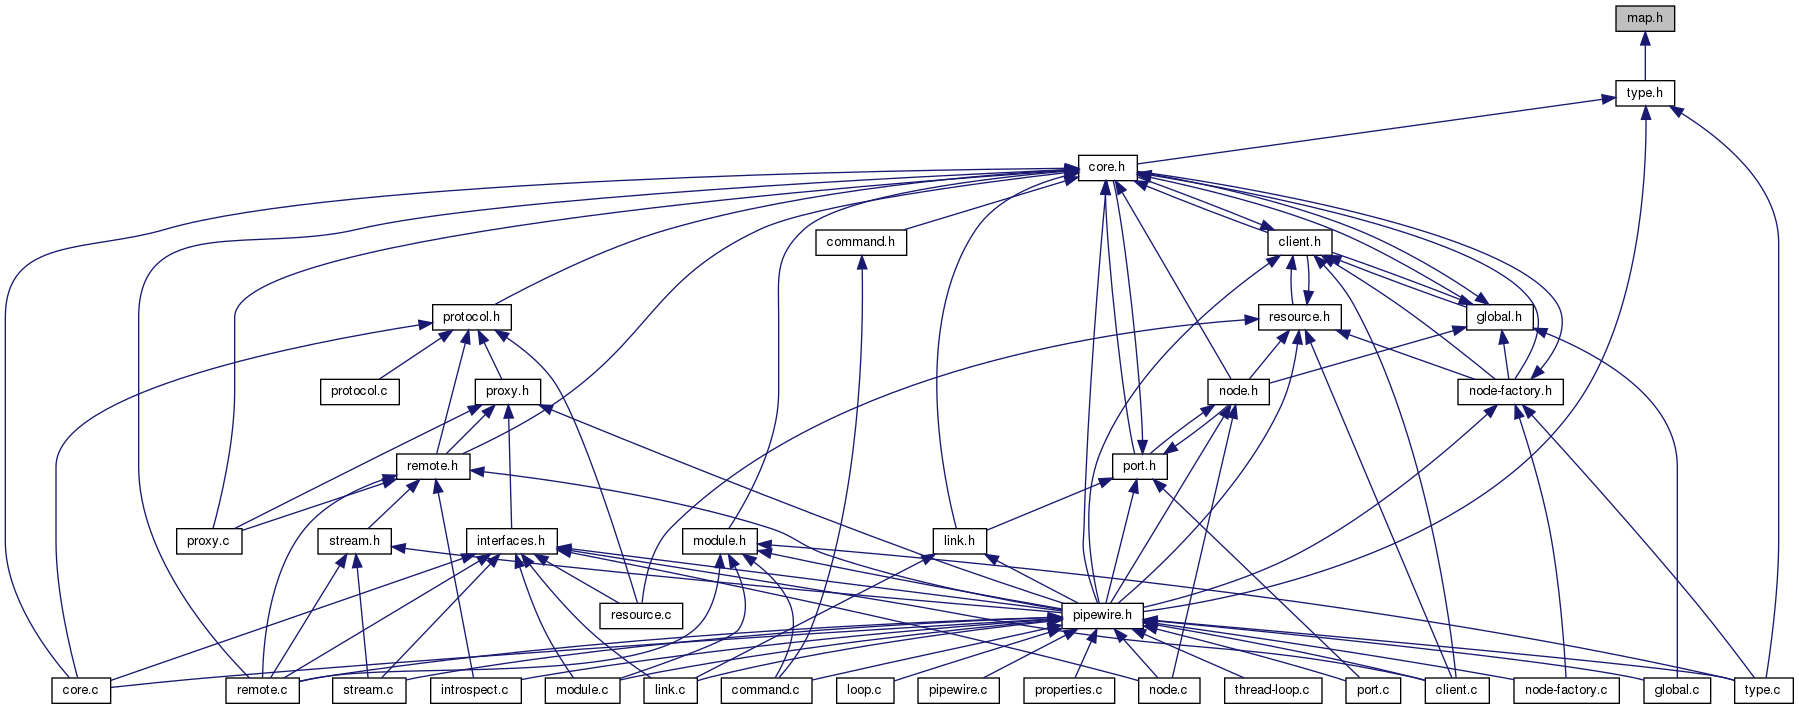 map.h
type.h
core.h
command.h
client.h
protocol.h
resource.h
global.h
protocol.c
proxy.h
node.h
node-factory.h
remote.h
port.h
proxy.c
stream.h
interfaces.h
module.h
link.h
resource.c
pipewire.h
core.c
remote.c
stream.c
introspect.c
module.c
link.c
command.c
loop.c
pipewire.c
properties.c
node.c
thread-loop.c
port.c
client.c
node-factory.c
global.c
type.c